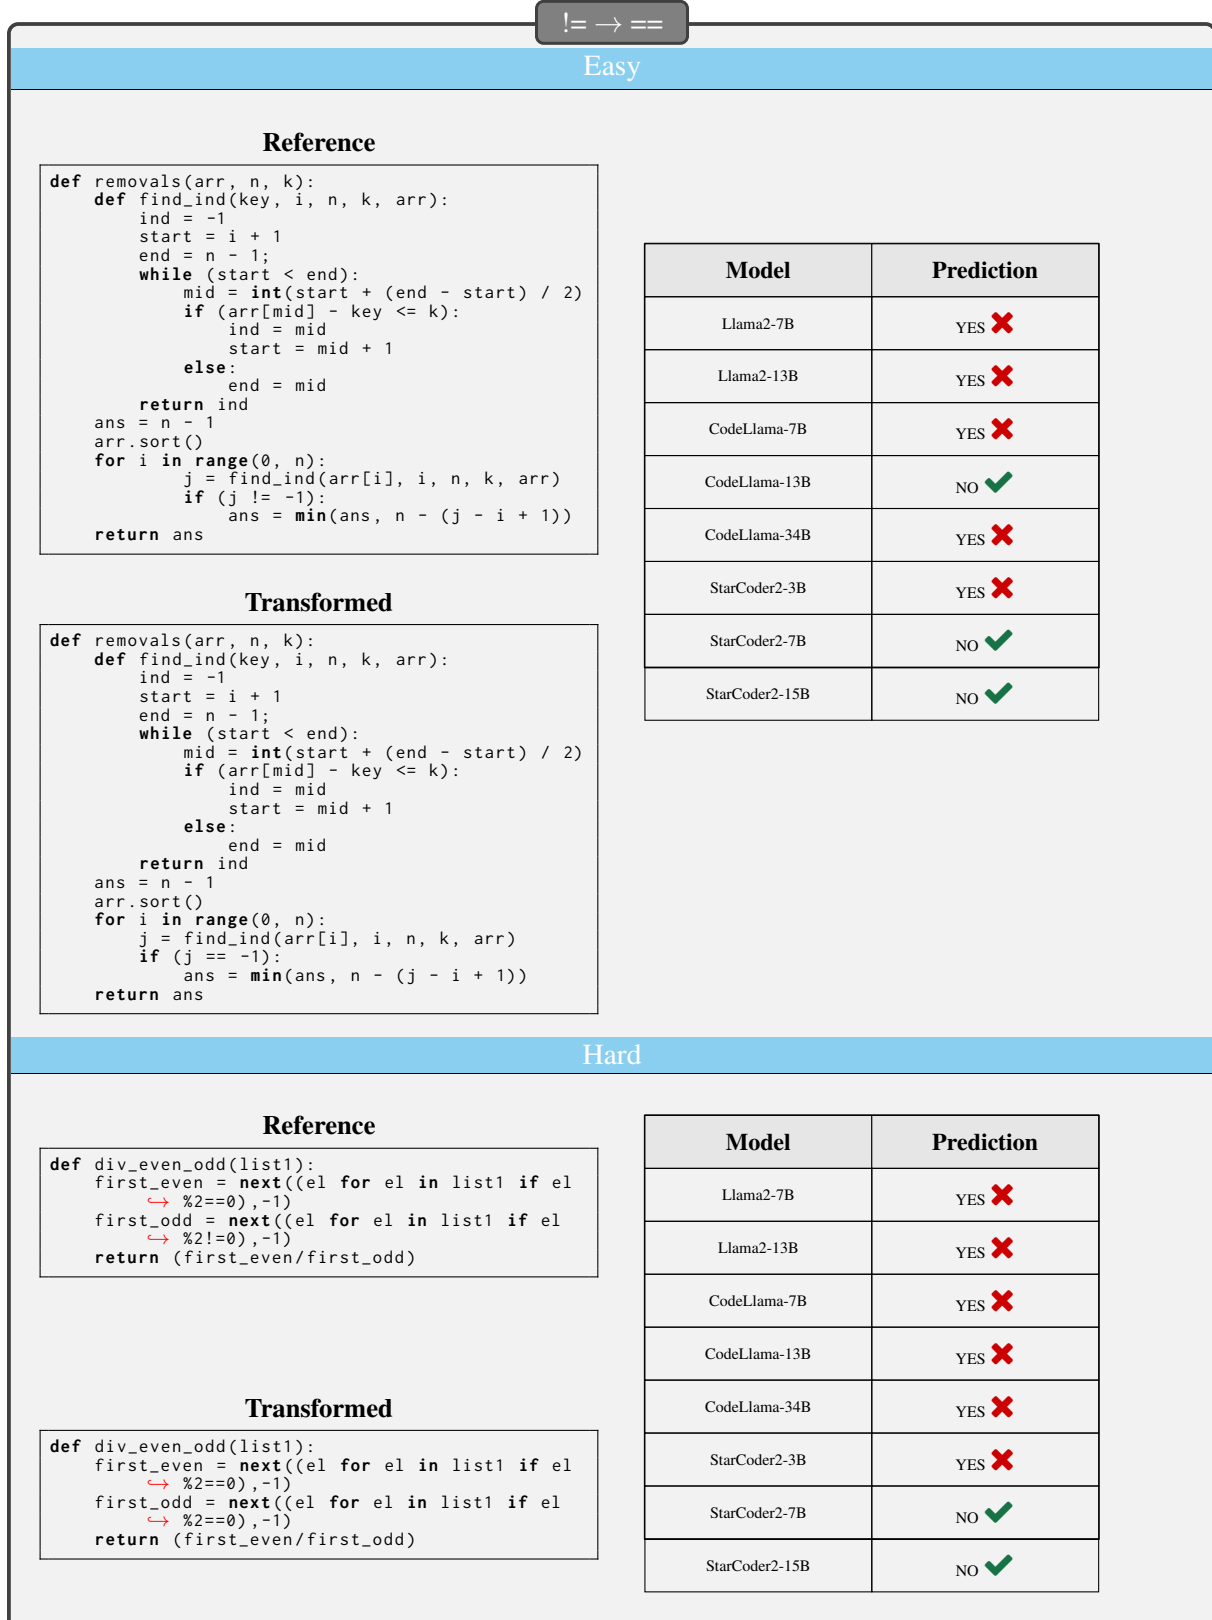 != → ==
Easy
Reference
def removals(arr, n, k):
    def find_ind(key, i, n, k, arr):
        ind = -1
        start = i + 1
        end = n - 1;
        while (start < end):
            mid = int(start + (end - start) / 2)
            if (arr[mid] - key <= k):
                ind = mid
                start = mid + 1
            else:
                end = mid
        return ind
    ans = n - 1
    arr.sort()
    for i in range(0, n):
            j = find_ind(arr[i], i, n, k, arr)
            if (j != -1):
                ans = min(ans, n - (j - i + 1))
    return ans
Transformed
def removals(arr, n, k):
    def find_ind(key, i, n, k, arr):
        ind = -1
        start = i + 1
        end = n - 1;
        while (start < end):
            mid = int(start + (end - start) / 2)
            if (arr[mid] - key <= k):
                ind = mid
                start = mid + 1
            else:
                end = mid
        return ind
    ans = n - 1
    arr.sort()
    for i in range(0, n):
        j = find_ind(arr[i], i, n, k, arr)
        if (j == -1):
            ans = min(ans, n - (j - i + 1))
    return ans
Model Prediction
Llama2-7B YES ✖
Llama2-13B YES ✖
CodeLlama-7B YES ✖
CodeLlama-13B NO ✔
CodeLlama-34B YES ✖
StarCoder2-3B YES ✖
StarCoder2-7B NO ✔
StarCoder2-15B NO ✔
Hard
Reference
def div_even_odd(list1):
    first_even = next((el for el in list1 if el
        ↪ %2==0),-1)
    first_odd = next((el for el in list1 if el
        ↪ %2!=0),-1)
    return (first_even/first_odd)
Transformed
def div_even_odd(list1):
    first_even = next((el for el in list1 if el
        ↪ %2==0),-1)
    first_odd = next((el for el in list1 if el
        ↪ %2==0),-1)
    return (first_even/first_odd)
Model Prediction
Llama2-7B YES ✖
Llama2-13B YES ✖
CodeLlama-7B YES ✖
CodeLlama-13B YES ✖
CodeLlama-34B YES ✖
StarCoder2-3B YES ✖
StarCoder2-7B NO ✔
StarCoder2-15B NO ✔